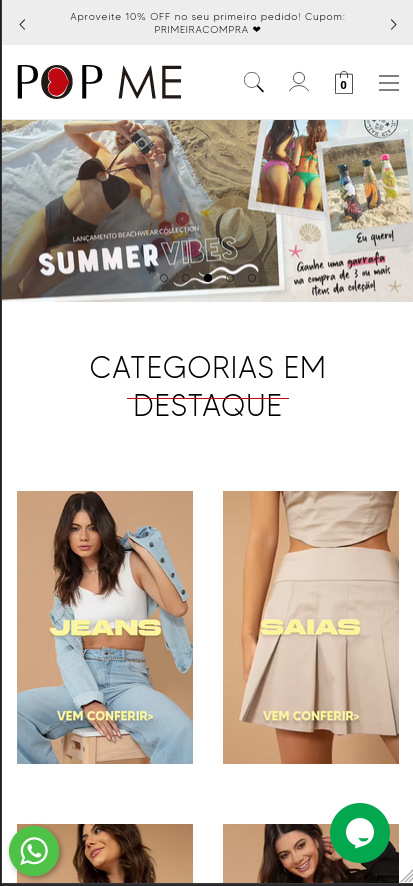 Aproveite 10% OFF no seu primeiro pedido! Cupom:
PRIMEIRACOMPRA ❤
POP ME
0
LANÇAMENTO BEACHWEAR COLLECTION
SUMMERVIBES
Eu quero!
Ganhe uma garrafa
na compra de 3 ou mais
itens da coleção!
CATEGORIAS EM
DESTAQUE
JEANS
VEM CONFERIR>
SAIAS
VEM CONFERIR>